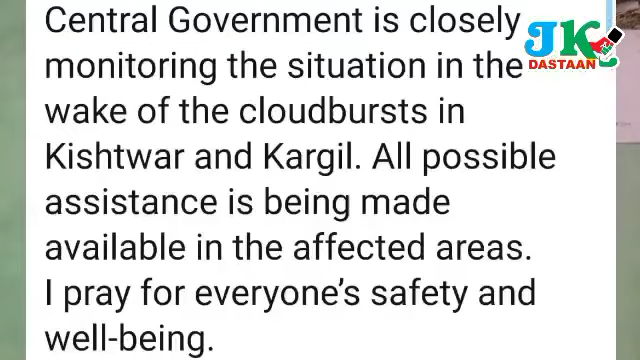 Central Government is closely
monitoring the situation in the
wake of the cloudbursts in
Kishtwar and Kargil. All possible
assistance is being made
available in the affected areas.
I pray for everyone's safety and
well-being.
JK
DASTAAN